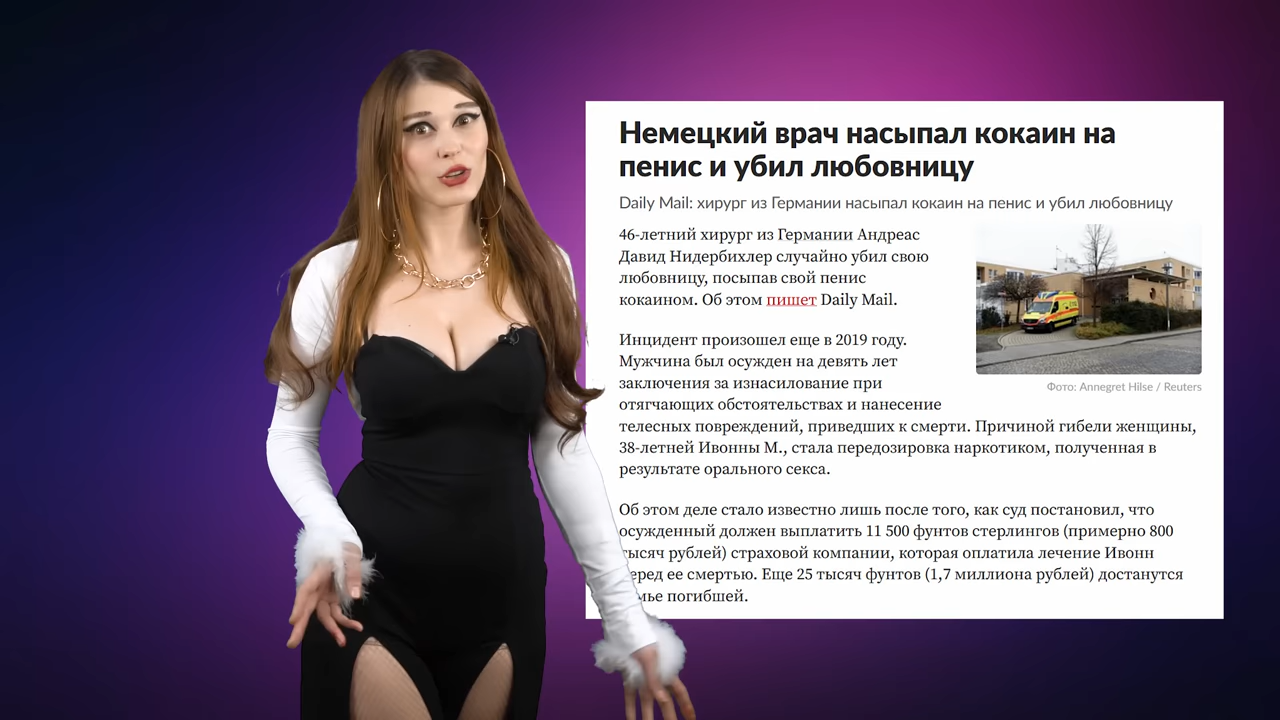 Немецкий врач насыпал кокаин на
пенис и убил любовницу
Daily Mail: хирург из Германии насыпал кокаин на пенис и убил любовницу
46-летний хирург из Германии Андреас
Давид Нидербихлер случайно убил свою
любовницу, посыпав свой пенис
кокаином. Об этом пишет Daily Mail.
Фото: Annegret Hilse / Reuters
Инцидент произошел еще в 2019 году.
Мужчина был осужден на девять лет
заключения за изнасилование при
отягчающих обстоятельствах и нанесение
телесных повреждений, приведших к смерти. Причиной гибели женщины,
38-летней Ивонны М., стала передозировка наркотиком, полученная в
результате орального секса.
Об этом деле стало известно лишь после того, как суд постановил, что
осужденный должен выплатить 11 500 фунтов стерлингов (примерно 800
тысяч рублей) страховой компании, которая оплатила лечение Ивонн
перед ее смертью. Еще 25 тысяч фунтов (1,7 миллиона рублей) достанутся
семье погибшей.